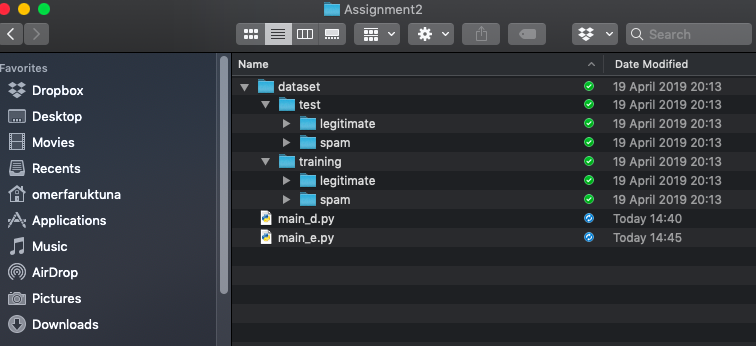 Assignment2
Search
Favorites
Dropbox
Desktop
Movies
Recents
omerfaruktuna
Applications
Music
AirDrop
Pictures
Downloads
Name Date Modified
dataset 19 April 2019 20:13
test 19 April 2019 20:13
legitimate 19 April 2019 20:13
spam 19 April 2019 20:13
training 19 April 2019 20:13
legitimate 19 April 2019 20:13
spam 19 April 2019 20:13
main_d.py Today 14:40
main_e.py Today 14:45